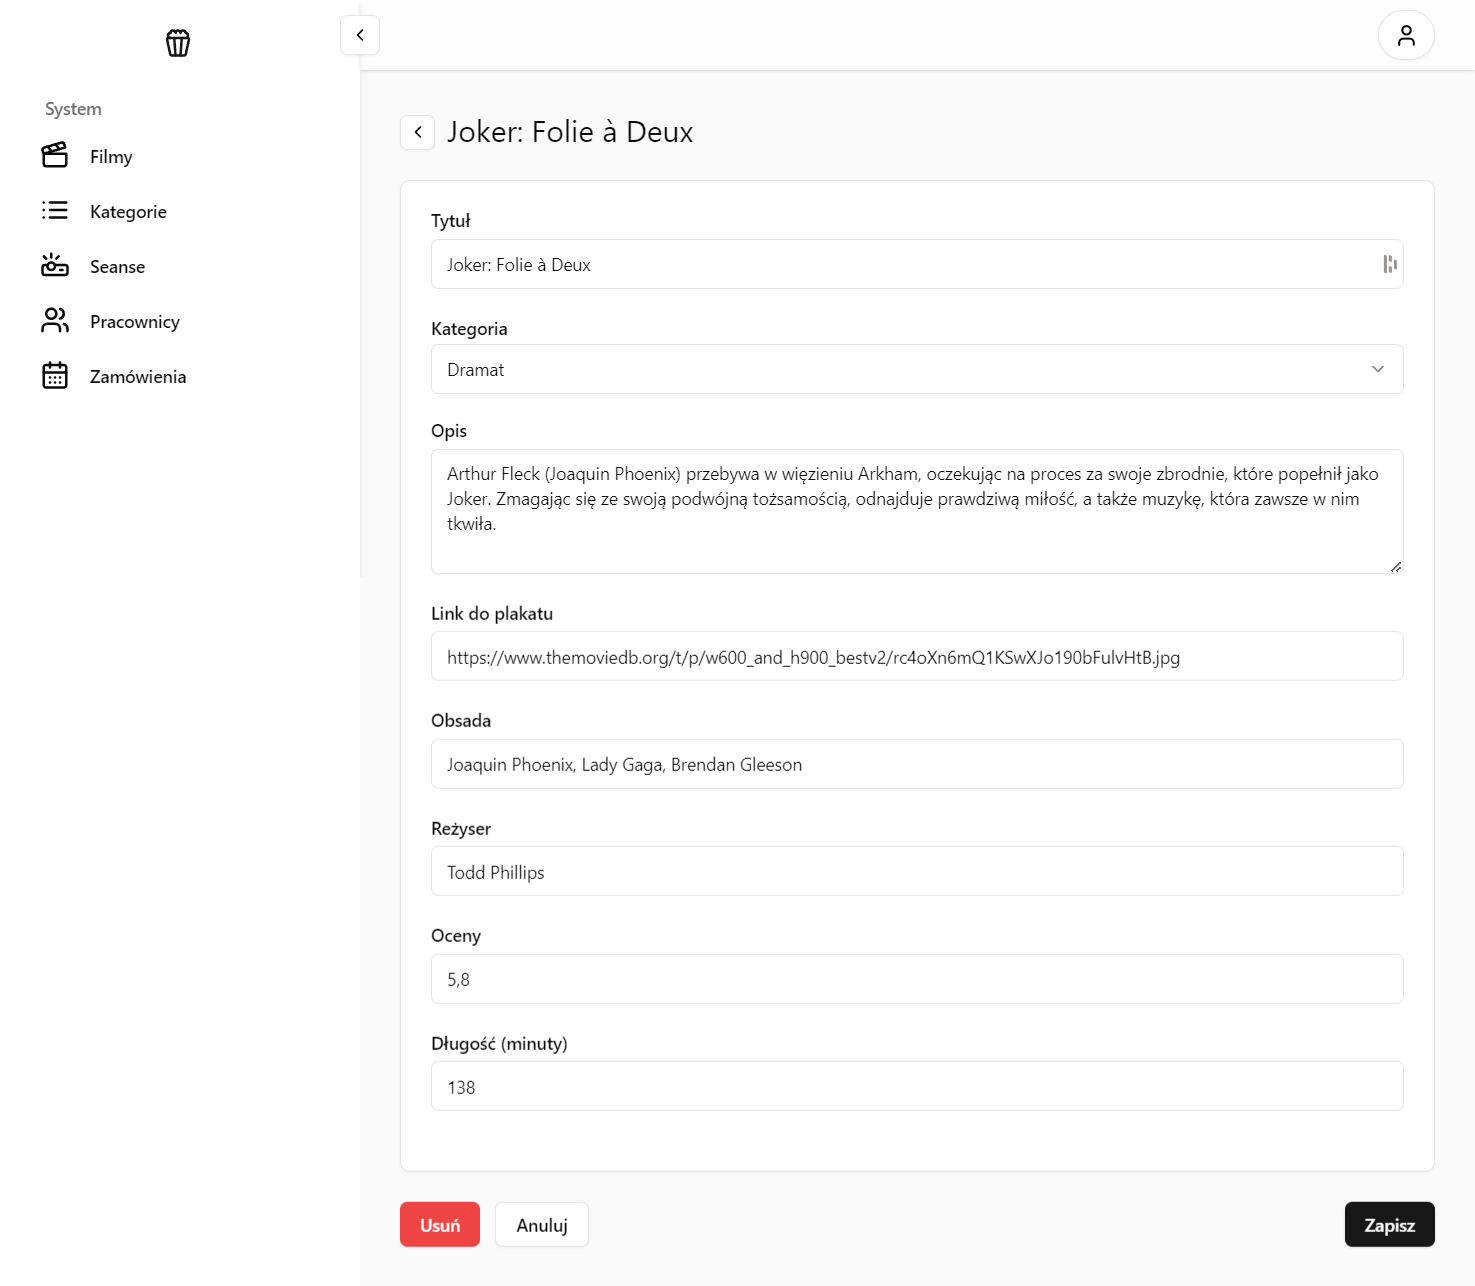 System
Filmy
Kategorie
Seanse
Pracownicy
Zamówienia
Joker: Folie à Deux
Tytuł
Joker: Folie à Deux
Kategoria
Dramat
Opis
Arthur Fleck (Joaquin Phoenix) przebywa w więzieniu Arkham, oczekując na proces za swoje zbrodnie, które popełnił jako
Joker. Zmagając się ze swoją podwójną tożsamością, odnajduje prawdziwą miłość, a także muzykę, która zawsze w nim
tkwiła.
Link do plakatu
https://www.themoviedb.org/t/p/w600_and_h900_bestv2/rc4oXn6mQ1KSwXJo190bFulvHtB.jpg
Obsada
Joaquin Phoenix, Lady Gaga, Brendan Gleeson
Reżyser
Todd Phillips
Oceny
5,8
Długość (minuty)
138
Usuń
Anuluj
Zapisz